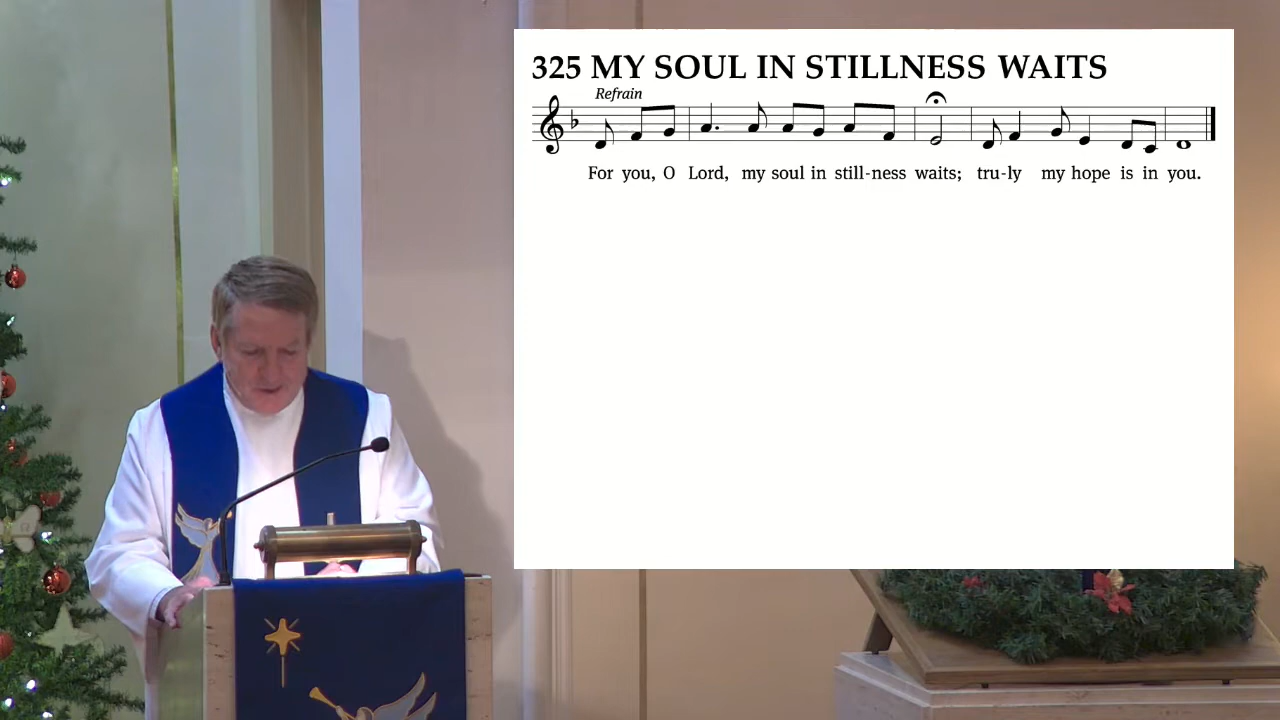 325 MY SOUL IN STILLNESS WAITS
Refrain
For you, O Lord, my soul in still-ness waits; tru-ly my hope is in you.